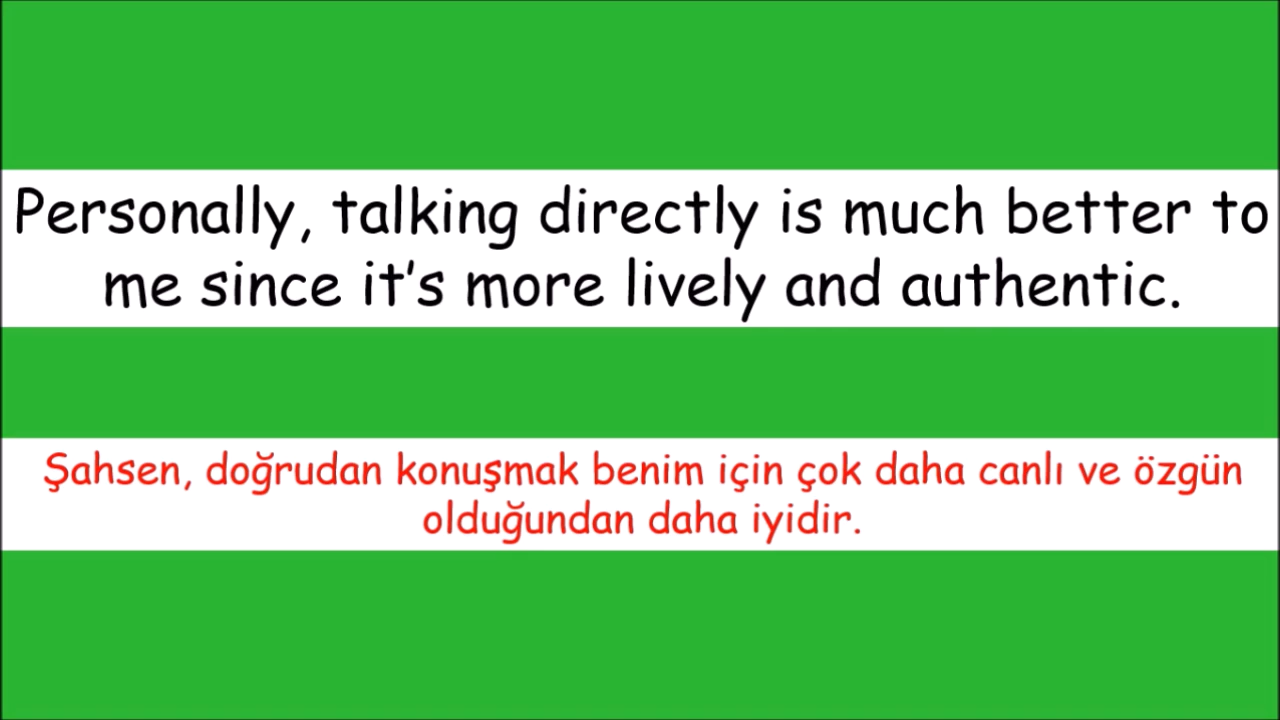 Personally, talking directly is much better to
me since it’s more lively and authentic.
Şahsen, doğrudan konuşmak benim için çok daha canlı ve özgün
olduğundan daha iyidir.